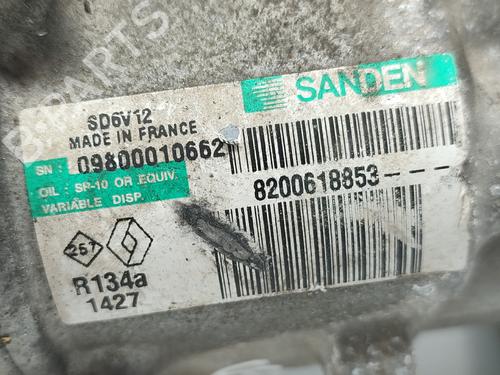 B-PARTS
SANDEN
SD6V12
MADE IN FRANCE
SN : 09800010662
OIL : SP-10 OR EQUIV.
VARIABLE DISP.
8200618853---
257
R134a
1427